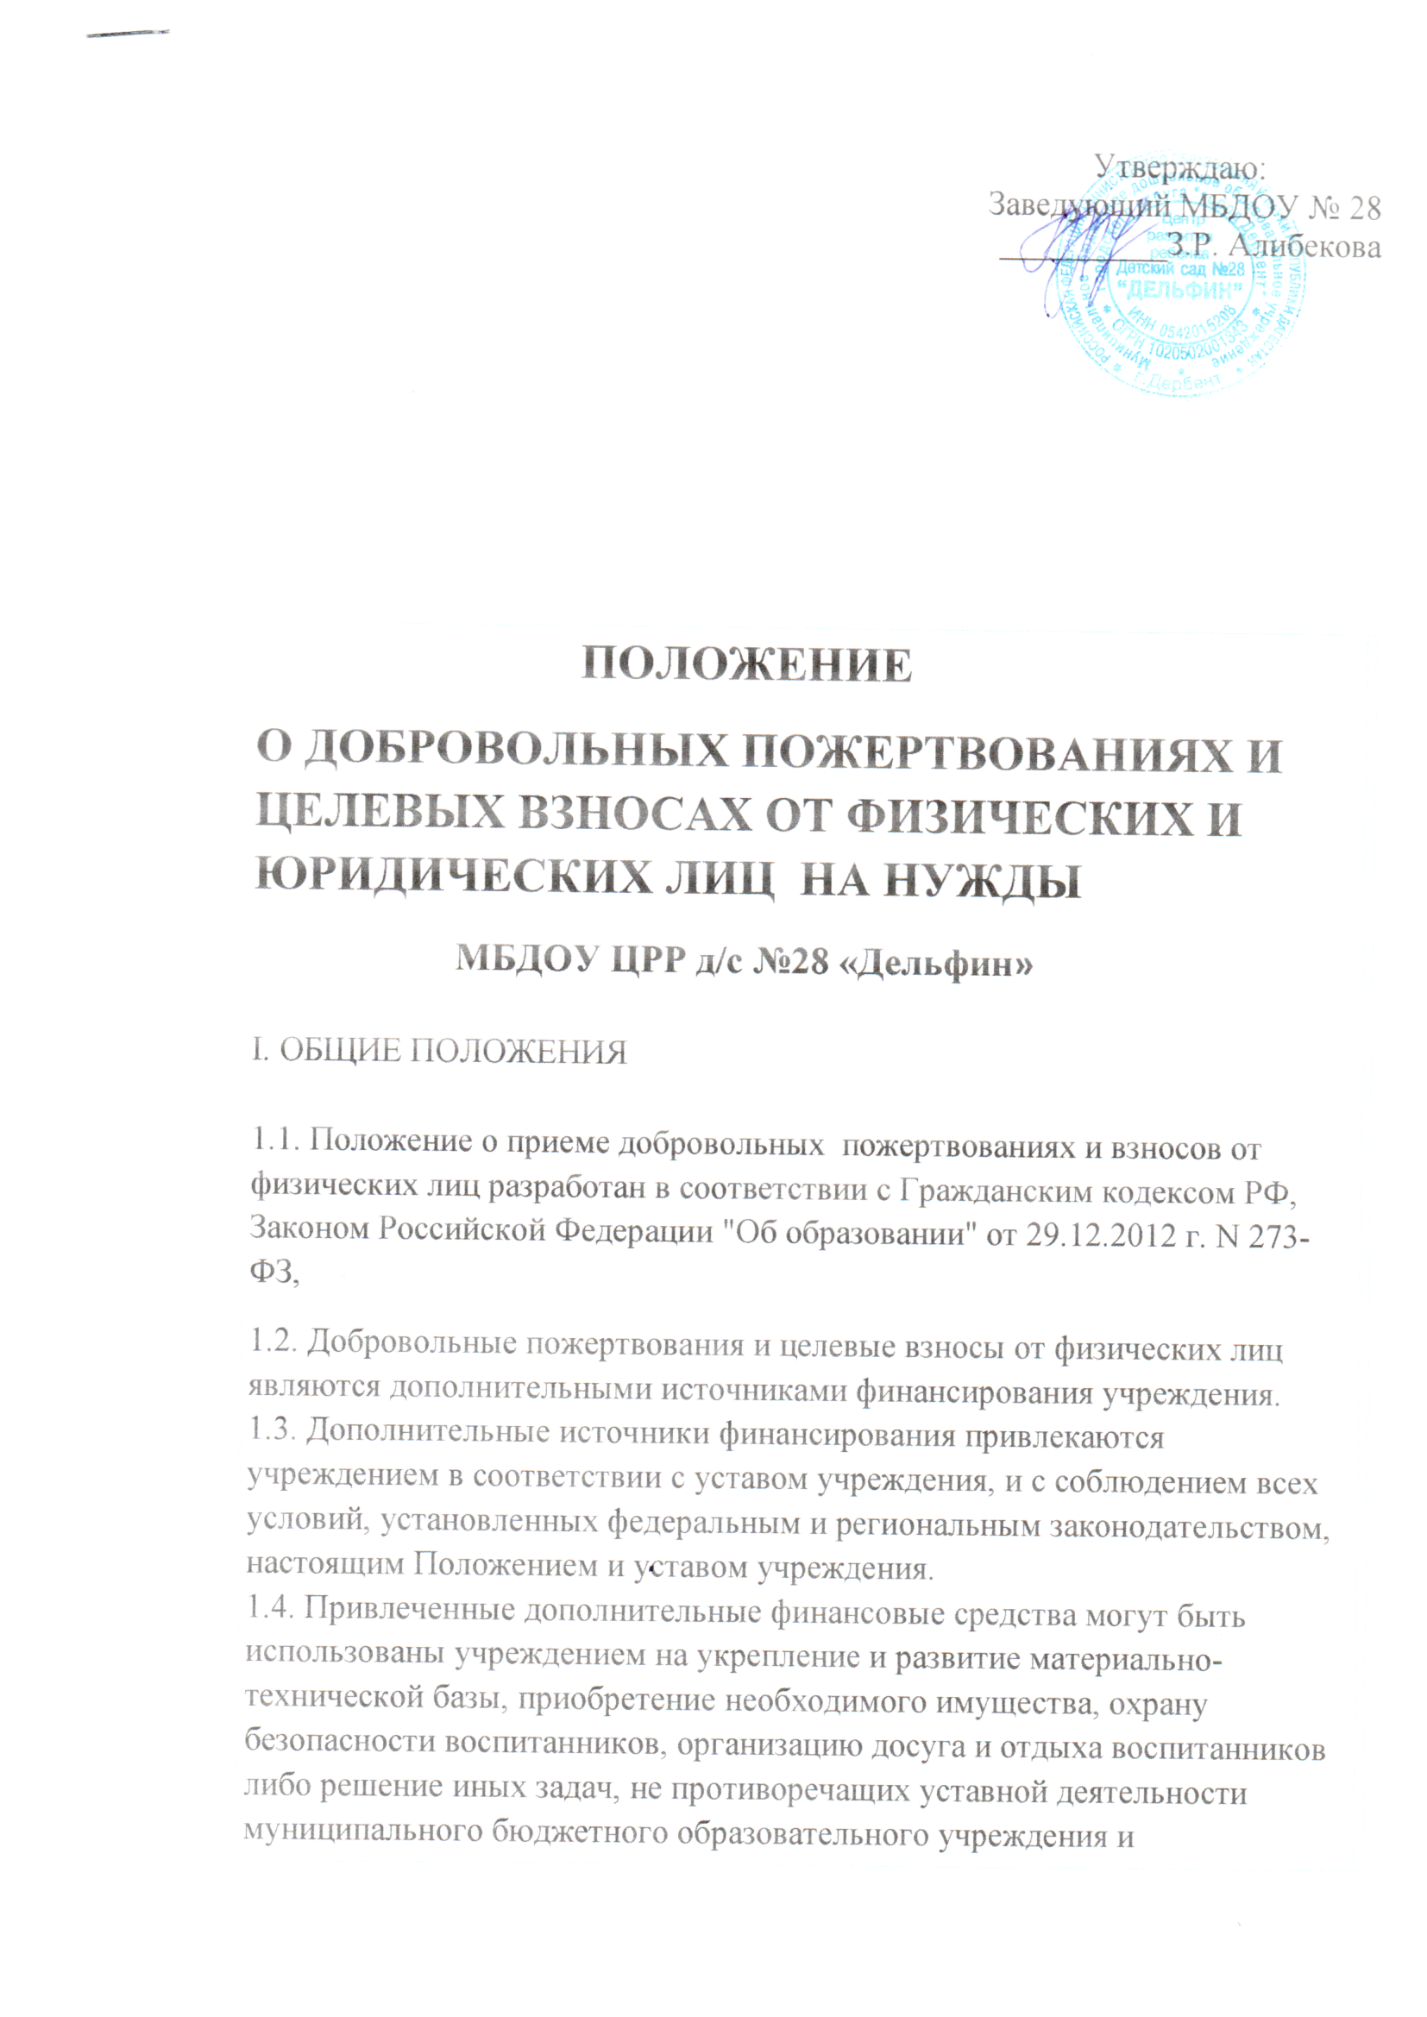 Утверждаю:
Заведующий МБДОУ № 28
З.Р. Алибекова
Центр
развития
ребенка
Детский сад №28
"ДЕЛЬФИН"
ИНН 0542015208
ОГРН 1020502001343
г.Дербент
ПОЛОЖЕНИЕ
О ДОБРОВОЛЬНЫХ ПОЖЕРТВОВАНИЯХ И
ЦЕЛЕВЫХ ВЗНОСАХ ОТ ФИЗИЧЕСКИХ И
ЮРИДИЧЕСКИХ ЛИЦ НА НУЖДЫ
МБДОУ ЦРР д/с №28 «Дельфин»
I. ОБЩИЕ ПОЛОЖЕНИЯ
1.1. Положение о приеме добровольных пожертвованиях и взносов от
физических лиц разработан в соответствии с Гражданским кодексом РФ,
Законом Российской Федерации "Об образовании" от 29.12.2012 г. N 273-
ФЗ,
1.2. Добровольные пожертвования и целевые взносы от физических лиц
являются дополнительными источниками финансирования учреждения.
1.3. Дополнительные источники финансирования привлекаются
учреждением в соответствии с уставом учреждения, и с соблюдением всех
условий, установленных федеральным и региональным законодательством,
настоящим Положением и уставом учреждения.
1.4. Привлеченные дополнительные финансовые средства могут быть
использованы учреждением на укрепление и развитие материально-
технической базы, приобретение необходимого имущества, охрану
безопасности воспитанников, организацию досуга и отдыха воспитанников
либо решение иных задач, не противоречащих уставной деятельности
муниципального бюджетного образовательного учреждения и